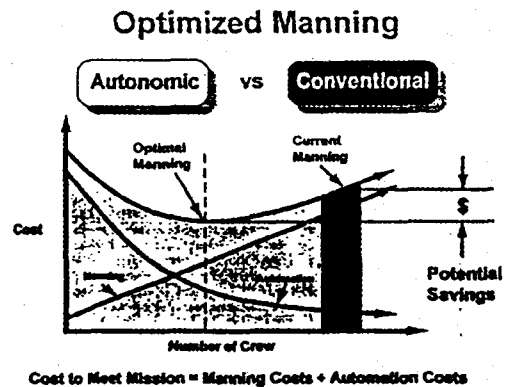 Optimized Manning
Autonomic vs Conventional
Optimal
Manning
Current
Manning
Cost
$
Manning
Potential
Savings
Number of Crew
Cost to Meet Mission = Manning Costs + Automation Costs